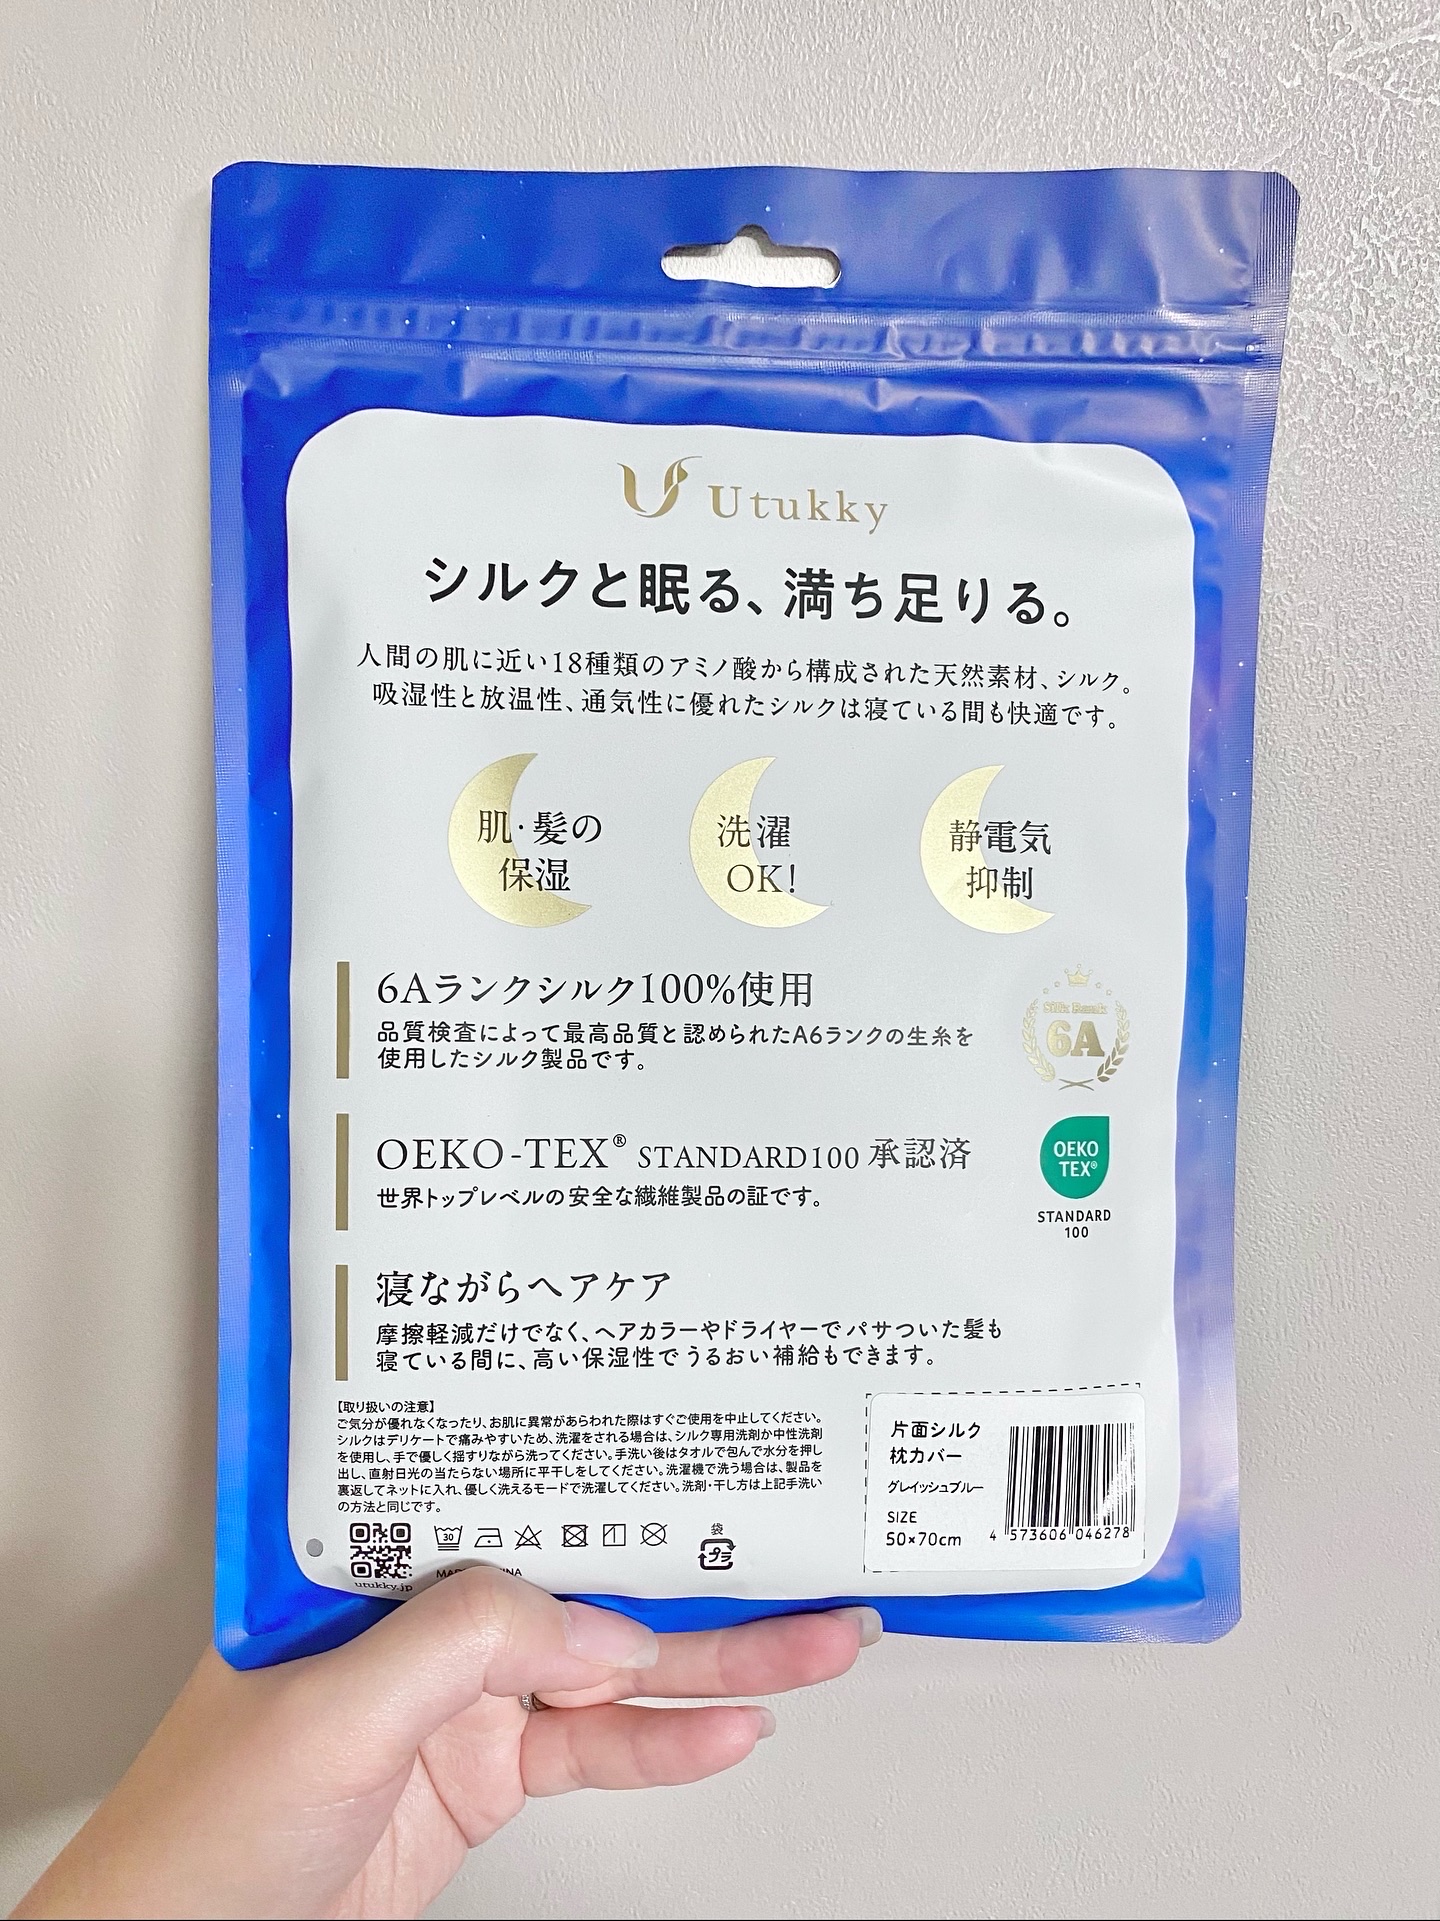 Utukky
シルクと眠る、満ち足りる。
人間の肌に近い18種類のアミノ酸から構成された天然素材、シルク。
吸湿性と放温性、通気性に優れたシルクは寝ている間も快適です。
肌・髪の
保湿
洗濯
OK!
静電気
抑制
6Aランクシルク100%使用
品質検査によって最高品質と認められたA6ランクの生糸を
使用したシルク製品です。
Silk Rank
6A
OEKO-TEX® STANDARD100 承認済
世界トップレベルの安全な繊維製品の証です。
OEKO
TEX®
STANDARD
100
寝ながらヘアケア
摩擦軽減だけでなく、ヘアカラーやドライヤーでパサついた髪も
寝ている間に、高い保湿性でうるおい補給もできます。
【取り扱いの注意】
ご気分が優れなくなったり、お肌に異常があらわれた際はすぐご使用を中止してください。
シルクはデリケートで痛みやすいため、洗濯をされる場合は、シルク専用洗剤か中性洗剤
を使用し、手で優しく揺すりながら洗ってください。手洗い後はタオルで包んで水分を押し
出し、直射日光の当たらない場所に平干しをしてください。洗濯機で洗う場合は、製品を
裏返してネットに入れ、優しく洗えるモードで洗濯してください。洗剤・干し方は上記手洗い
の方法と同じです。
30
袋
プラ
utukky.jp
片面シルク
枕カバー
グレイッシュブルー
SIZE
50×70cm
4 573606 046278